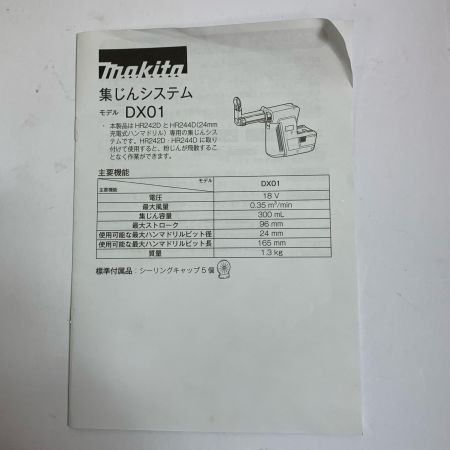 makita
集じんシステム
モデル DX01
・ 本製品はHR242DとHR244D(24mm
充電式ハンマドリル)専用の集じんシス
テムです。HR242D・HR244Dに取り
付けて使用すると、粉じんが飛散するこ
となく作業ができます。
主要機能
モデル
主要機能
DX01
電圧 18 V
最大風量 0.35 m³/min
集じん容量 300 mL
最大ストローク 96 mm
使用可能な最大ハンマドリルビット径 24 mm
使用可能な最大ハンマドリルビット長 165 mm
質量 1.3 kg
標準付属品：シーリングキャップ5個